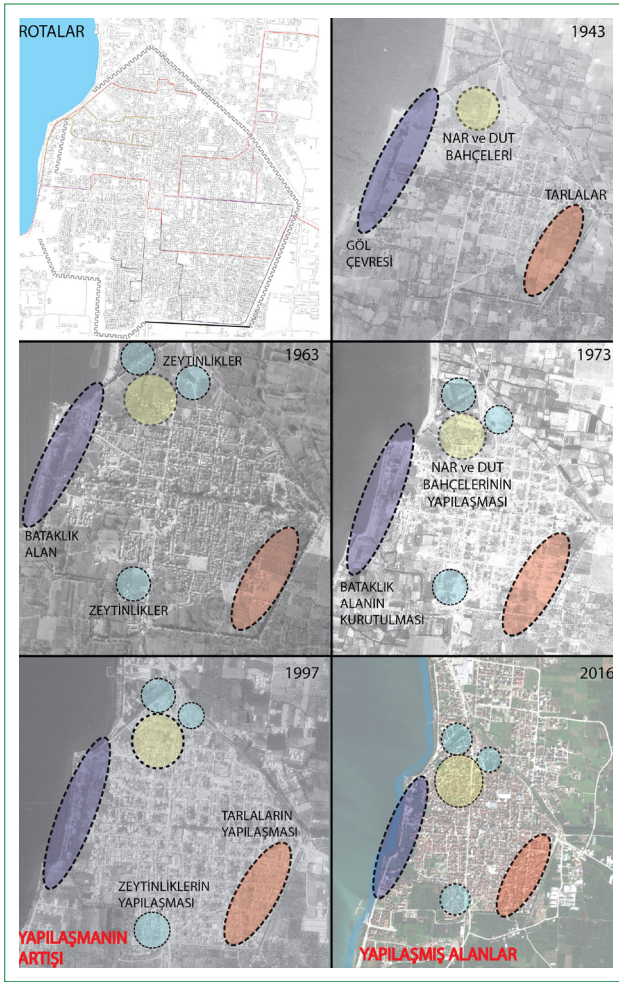 ROTALAR
1943
NAR ve DUT
BAHÇELERİ
TARLALAR
GÖL
ÇEVRESİ
1963
ZEYTİNLİKLER
BATAKLIK
ALAN
ZEYTİNLİKLER
1973
NAR ve DUT
BAHÇELERİNİN
YAPILAŞMASI
BATAKLIK
ALANIN
KURUTULMASI
1997
TARLALARIN
YAPILAŞMASI
ZEYTİNLİKLERİN
YAPILAŞMASI
YAPILAŞMANIN
ARTIŞI
2016
YAPILAŞMIŞ ALANLAR